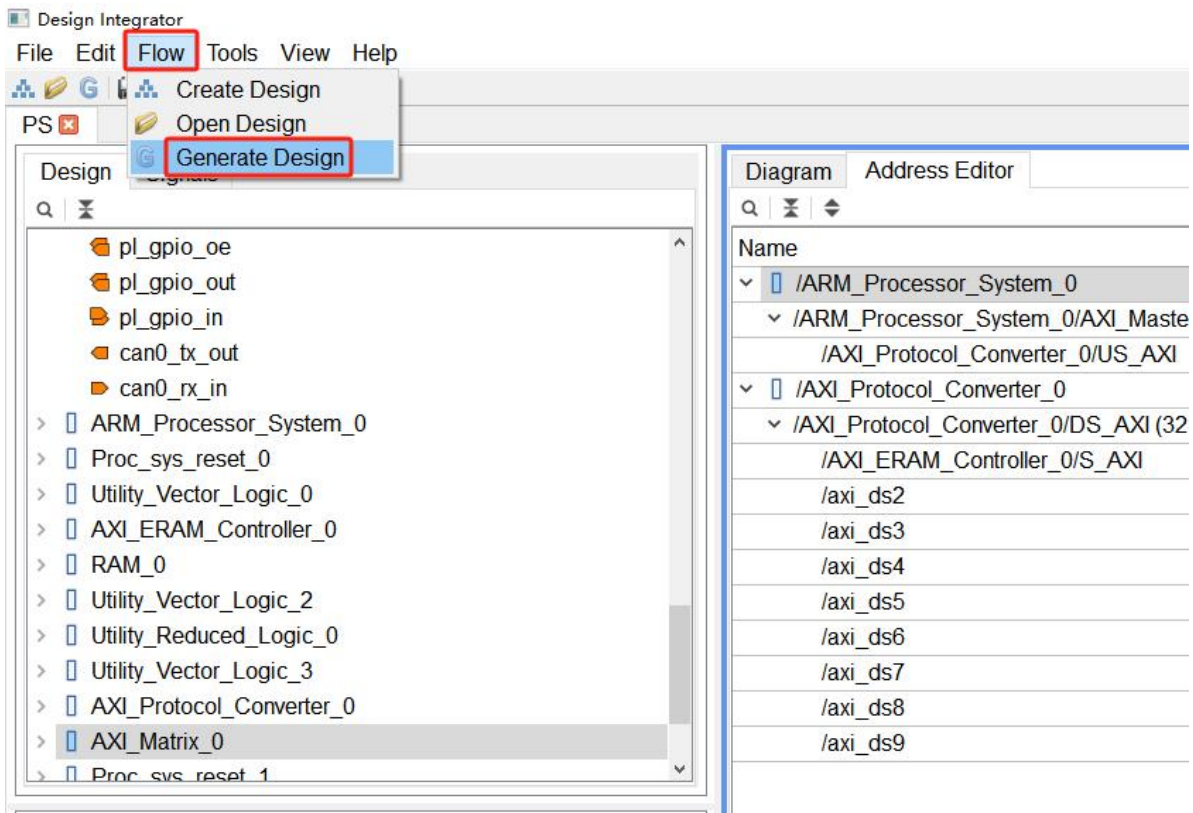 Design Integrator
File Edit Flow Tools View Help
G Create Design
PS Open Design
G Generate Design
Design Signals
pl_gpio_oe
pl_gpio_out
pl_gpio_in
can0_tx_out
can0_rx_in
ARM_Processor_System_0
Proc_sys_reset_0
Utility_Vector_Logic_0
AXI_ERAM_Controller_0
RAM_0
Utility_Vector_Logic_2
Utility_Reduced_Logic_0
Utility_Vector_Logic_3
AXI_Protocol_Converter_0
AXI_Matrix_0
Proc_sys_reset_1
Diagram Address Editor
Name
/ARM_Processor_System_0
/ARM_Processor_System_0/AXI_Maste
/AXI_Protocol_Converter_0/US_AXI
/AXI_Protocol_Converter_0
/AXI_Protocol_Converter_0/DS_AXI (32
/AXI_ERAM_Controller_0/S_AXI
/axi_ds2
/axi_ds3
/axi_ds4
/axi_ds5
/axi_ds6
/axi_ds7
/axi_ds8
/axi_ds9